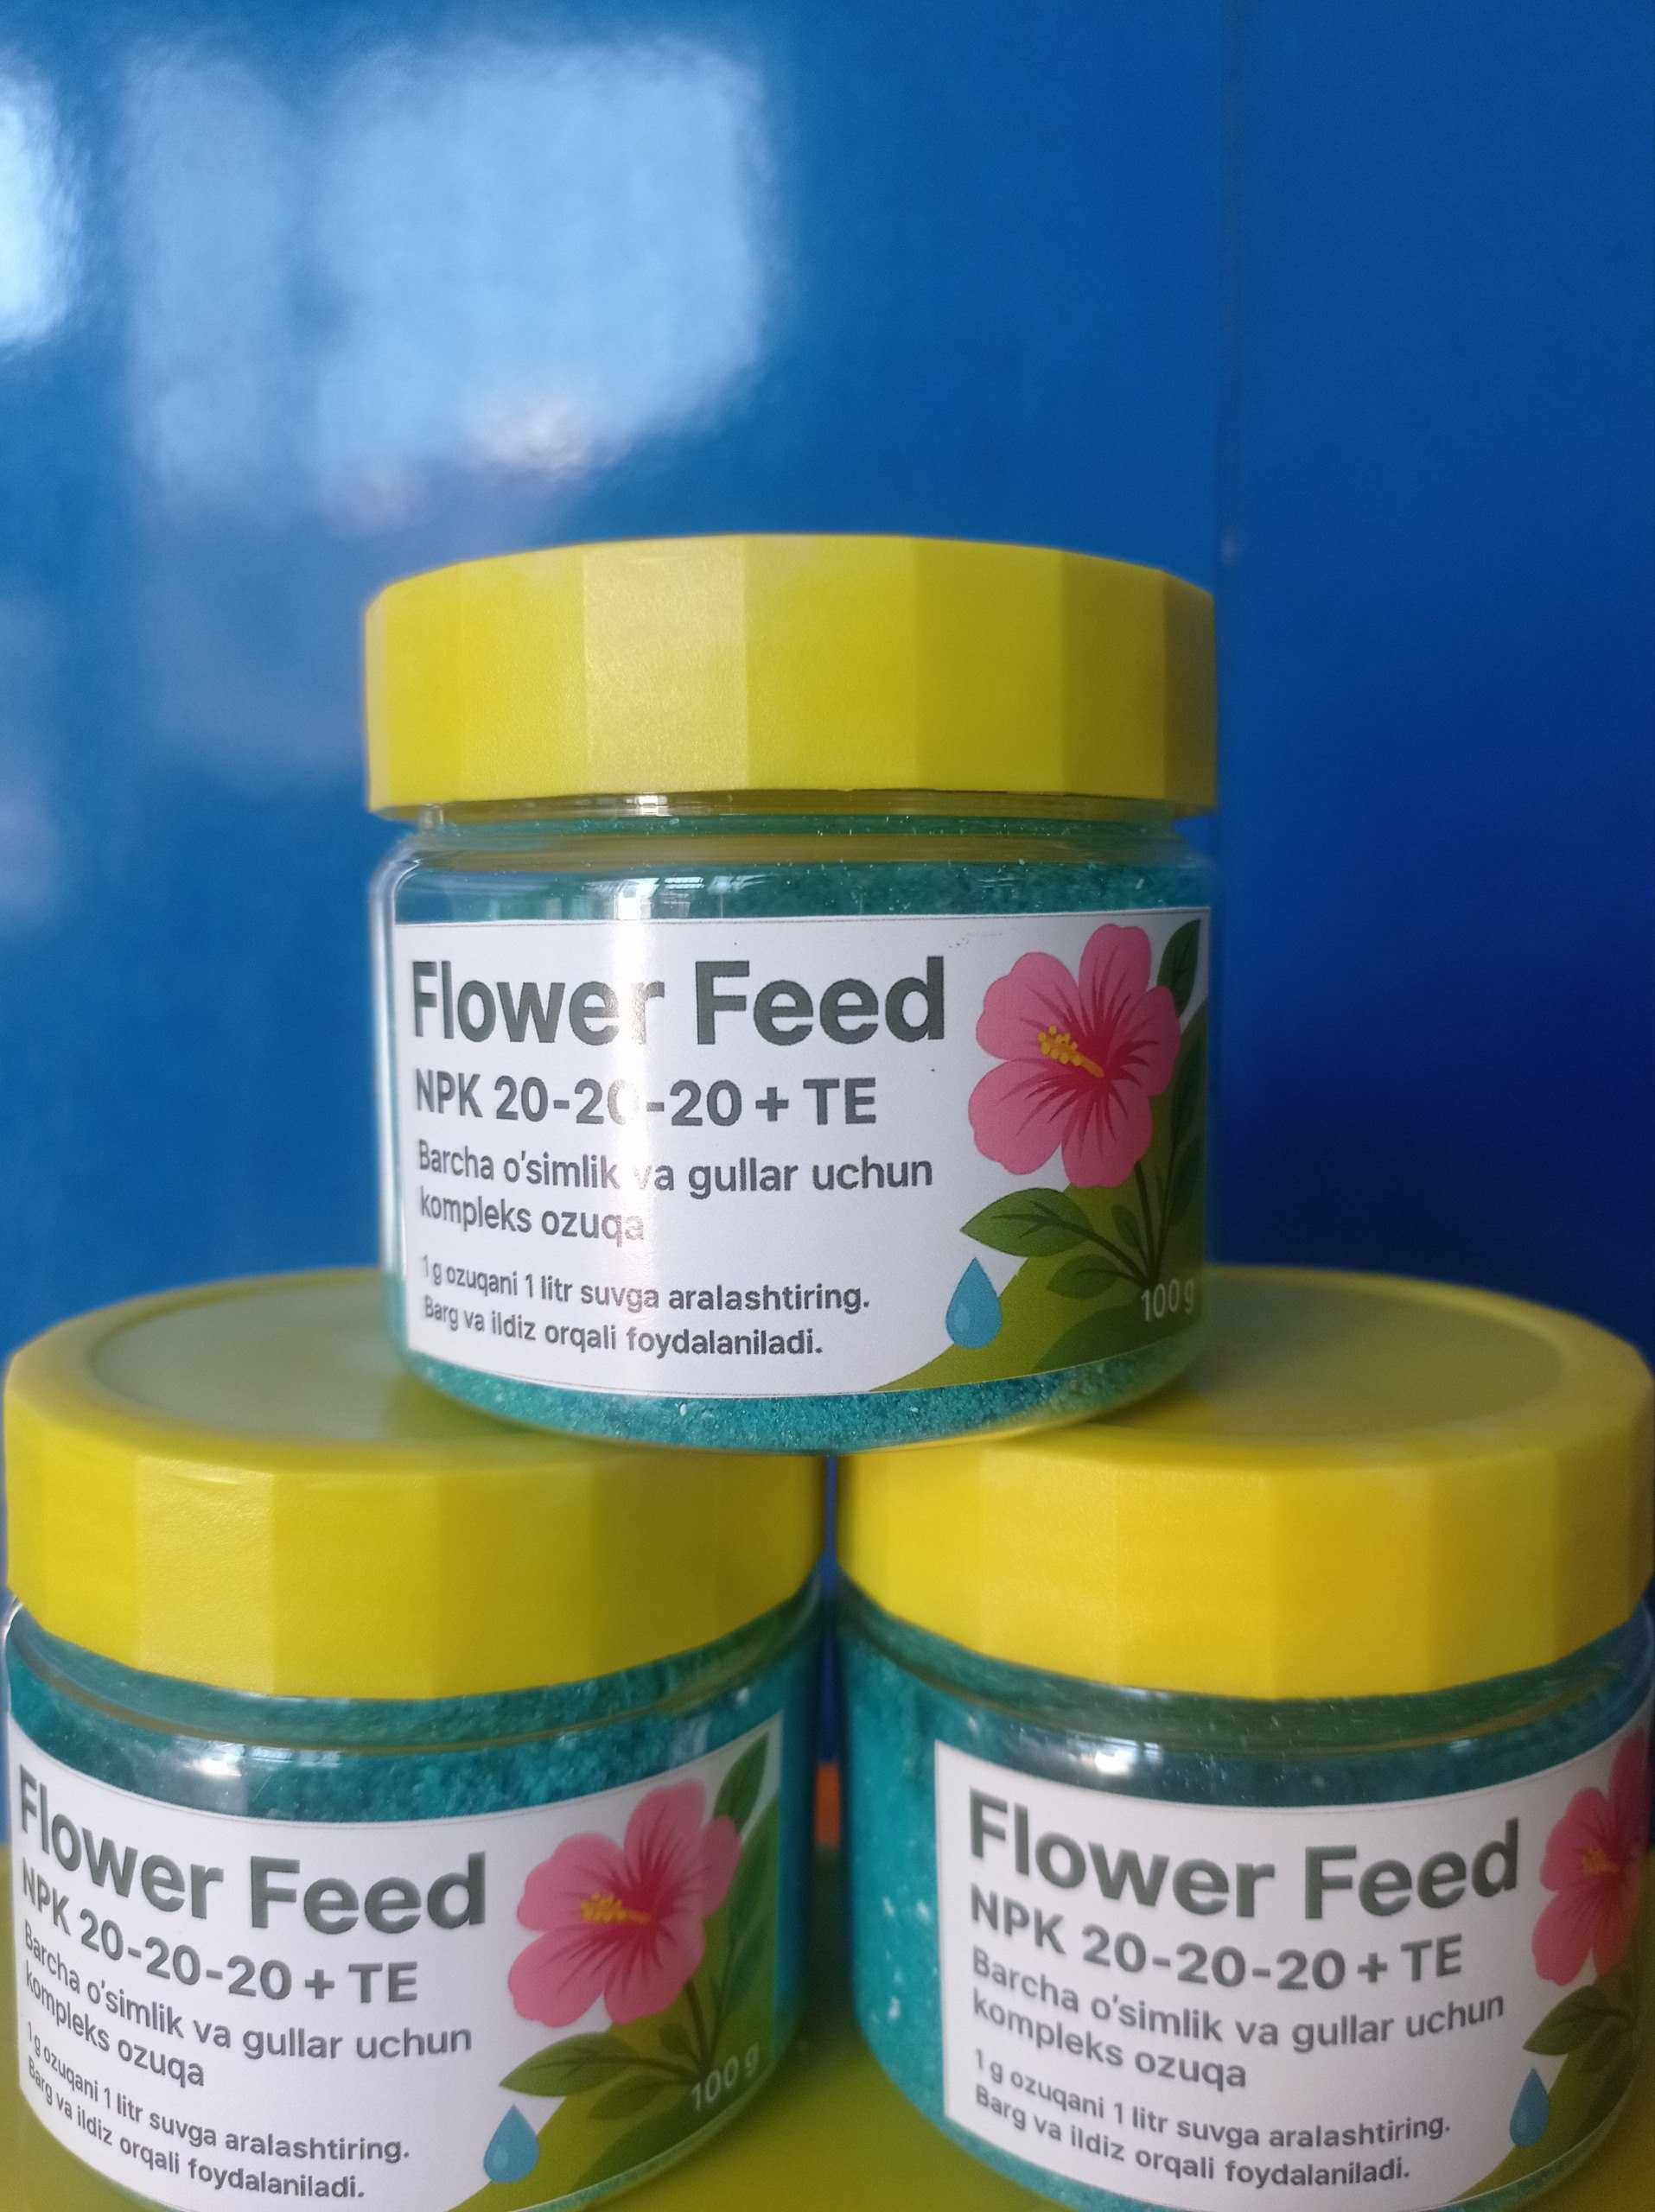 Flower Feed
NPK 20-20-20 + TE
Barcha o'simlik va gullar uchun
kompleks ozuqa
1 g ozuqani 1 litr suvga aralashtiring.
Barg va ildiz orqali foydalaniladi.
100 g
Flower Feed
NPK 20-20-20 + TE
Barcha o'simlik va gullar uchun
kompleks ozuqa
1 g ozuqani 1 litr suvga aralashtiring.
Barg va ildiz orqali foydalaniladi.
100 g
Flower Feed
NPK 20-20-20 + TE
Barcha o'simlik va gullar uchun
kompleks ozuqa
1 g ozuqani 1 litr suvga aralashtiring.
Barg va ildiz orqali foydalaniladi.